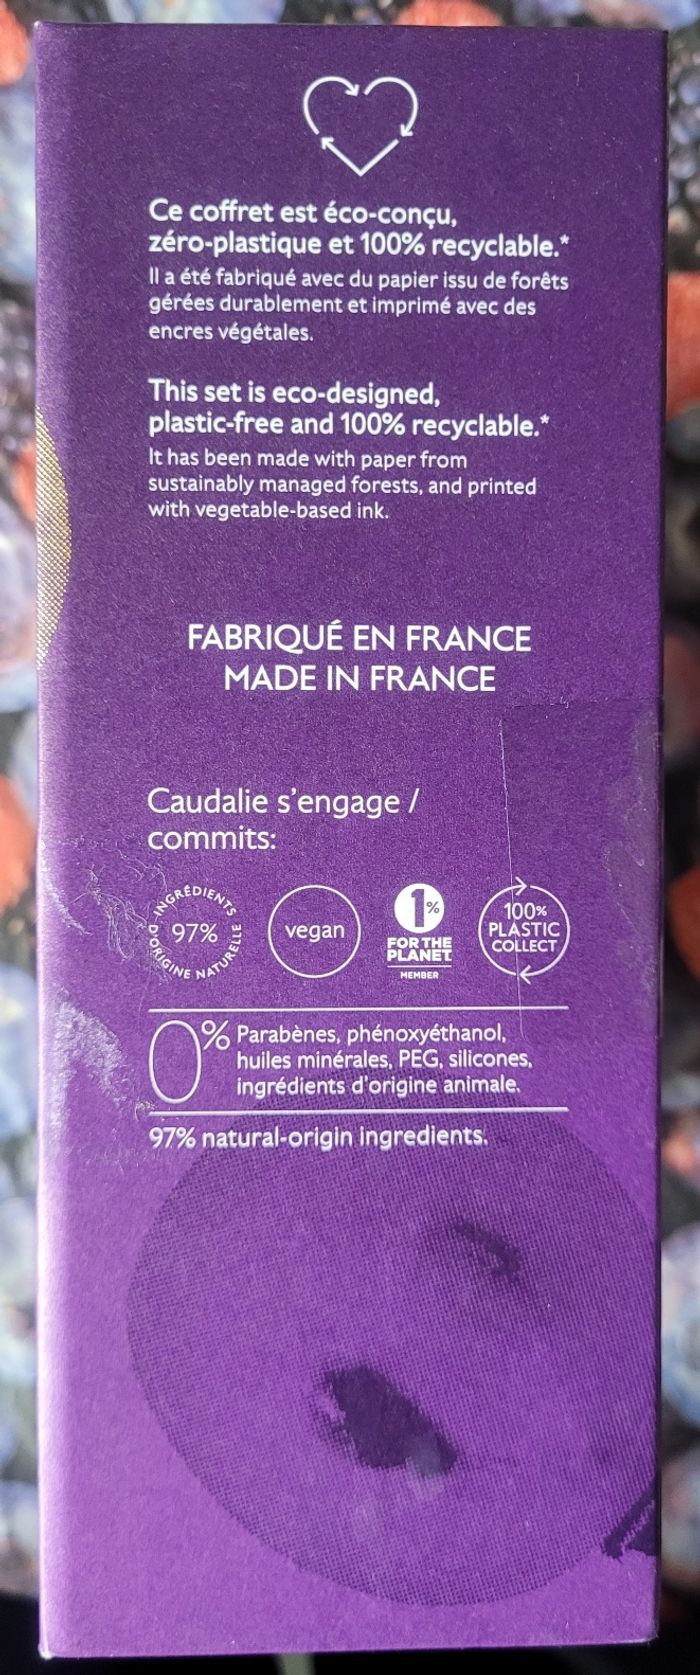 Ce coffret est éco-conçu,
zéro-plastique et 100% recyclable.*
Il a été fabriqué avec du papier issu de forêts
gérées durablement et imprimé avec des
encres végétales.
This set is eco-designed,
plastic-free and 100% recyclable.*
It has been made with paper from
sustainably managed forests, and printed
with vegetable-based ink.
FABRIQUÉ EN FRANCE
MADE IN FRANCE
Caudalie s'engage /
commits:
INGRÉDIENTS
97%
D'ORIGINE NATURELLE
vegan
1%
FOR THE
PLANET
MEMBER
100%
PLASTIC
COLLECT
0% Parabènes, phénoxyéthanol,
huiles minérales, PEG, silicones,
ingrédients d'origine animale.
97% natural-origin ingredients.